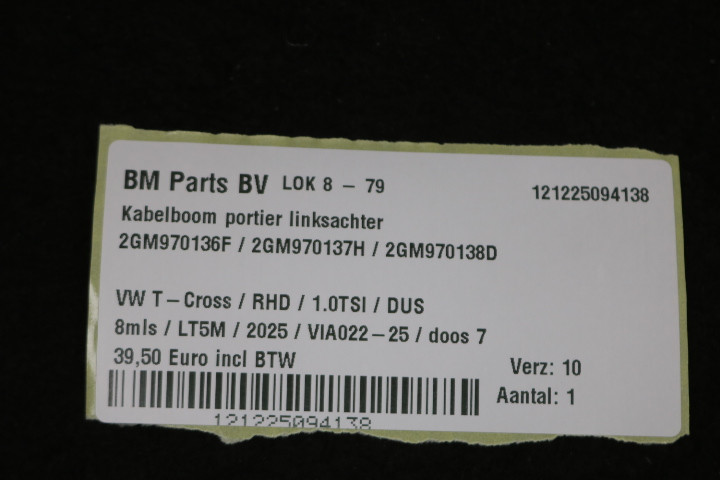 BM Parts BV LOK 8 – 79 121225094138
Kabelboom portier linksachter
2GM970136F / 2GM970137H / 2GM970138D
VW T–Cross / RHD / 1.0TSI / DUS
8mls / LT5M / 2025 / VIA022–25 / doos 7
39,50 Euro incl BTW
Verz: 10
Aantal: 1
121225094138